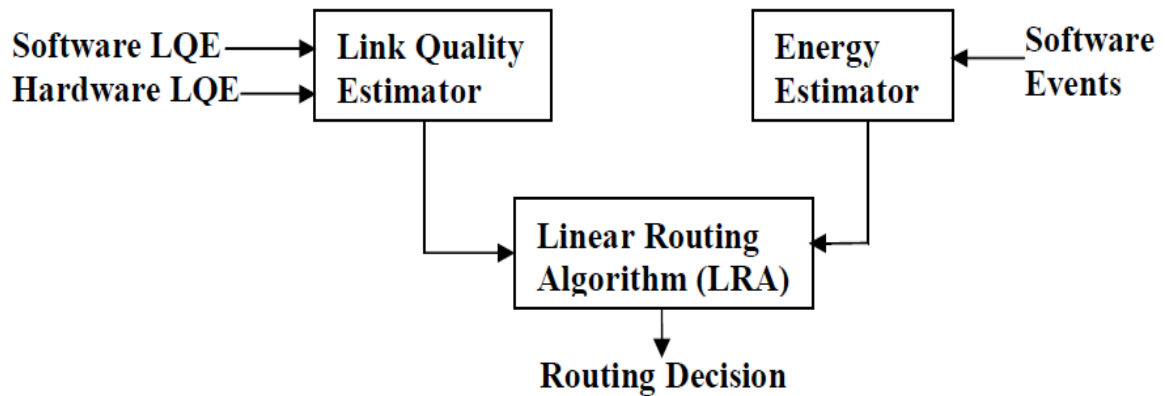 Software LQE
Hardware LQE
Link Quality
Estimator
Energy
Estimator
Software
Events
Linear Routing
Algorithm (LRA)
Routing Decision